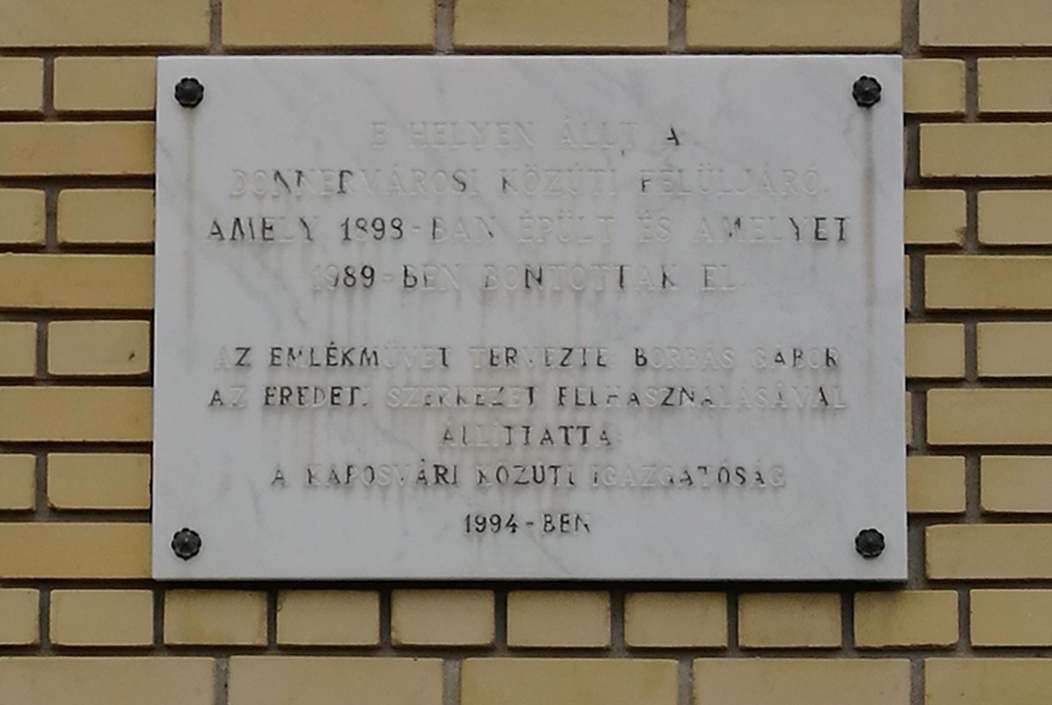 E HELYEN ÁLLT A
DONNERVÁROSI KÖZÚTI FELÜLJÁRÓ,
AMELY 1898-BAN ÉPÜLT ÉS AMELYET
1989-BEN BONTOTTAK EL.
AZ EMLÉKMŰVET TERVEZTE BORBÁS GÁBOR
AZ EREDETI SZERKEZET FELHASZNÁLÁSÁVAL
ÁLLÍTTATTA:
A KAPOSVÁRI KÖZÚTI IGAZGATÓSÁG
1994-BEN